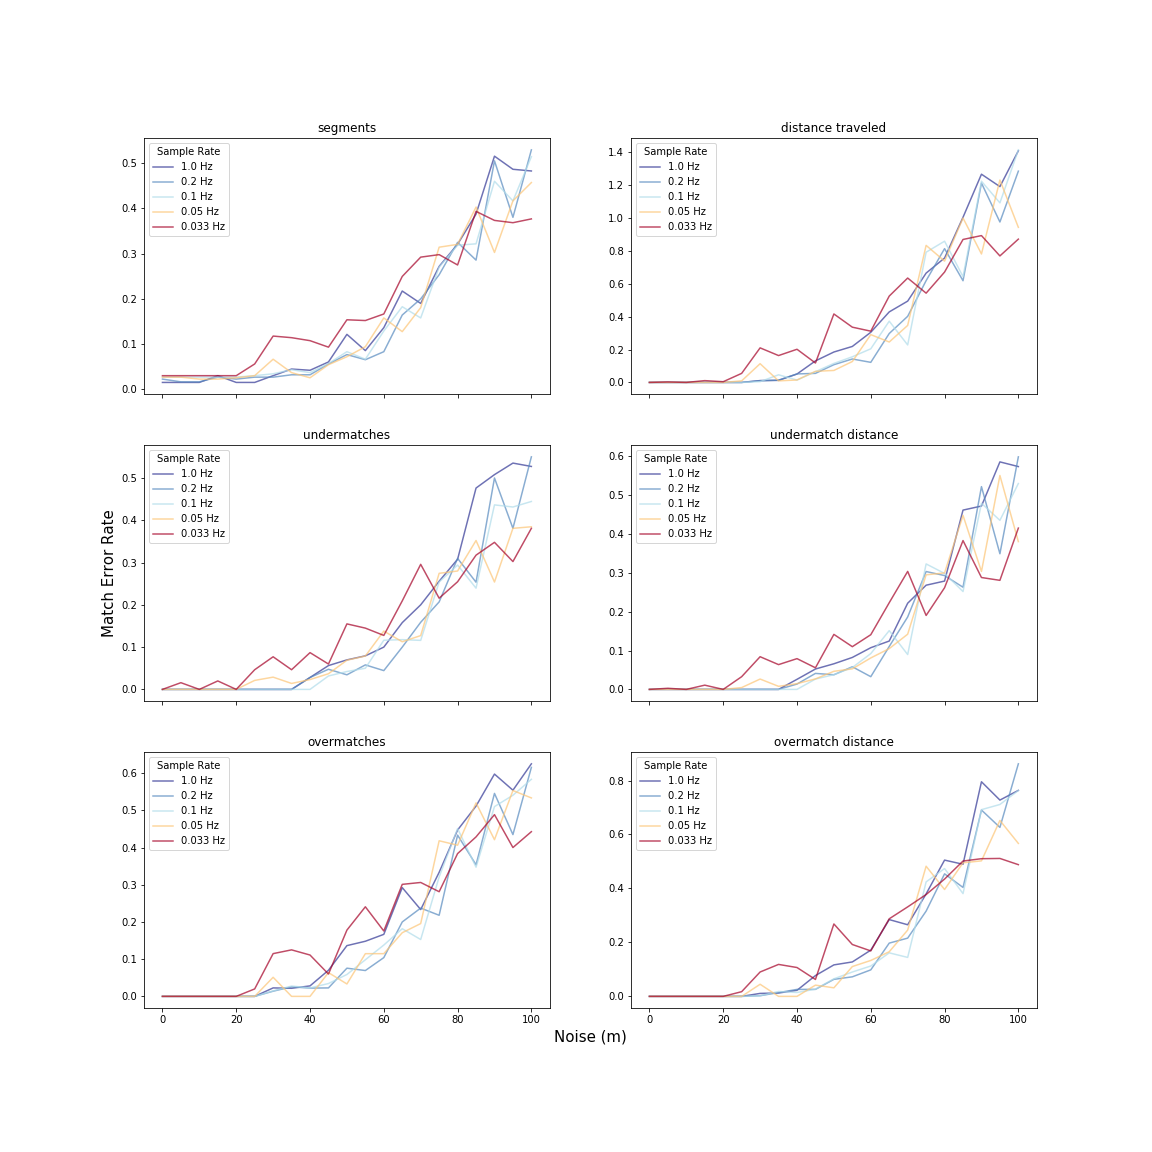 segments
Sample Rate
1.0 Hz
0.2 Hz
0.1 Hz
0.05 Hz
0.033 Hz
0.5
0.4
0.3
0.2
0.1
0.0
distance traveled
Sample Rate
1.0 Hz
0.2 Hz
0.1 Hz
0.05 Hz
0.033 Hz
1.4
1.2
1.0
0.8
0.6
0.4
0.2
0.0
undermatches
Sample Rate
1.0 Hz
0.2 Hz
0.1 Hz
0.05 Hz
0.033 Hz
0.5
0.4
0.3
0.2
0.1
0.0
Match Error Rate
undermatch distance
Sample Rate
1.0 Hz
0.2 Hz
0.1 Hz
0.05 Hz
0.033 Hz
0.6
0.5
0.4
0.3
0.2
0.1
0.0
overmatches
Sample Rate
1.0 Hz
0.2 Hz
0.1 Hz
0.05 Hz
0.033 Hz
0.6
0.5
0.4
0.3
0.2
0.1
0.0
0 20 40 60 80 100
overmatch distance
Sample Rate
1.0 Hz
0.2 Hz
0.1 Hz
0.05 Hz
0.033 Hz
0.8
0.6
0.4
0.2
0.0
0 20 40 60 80 100
Noise (m)